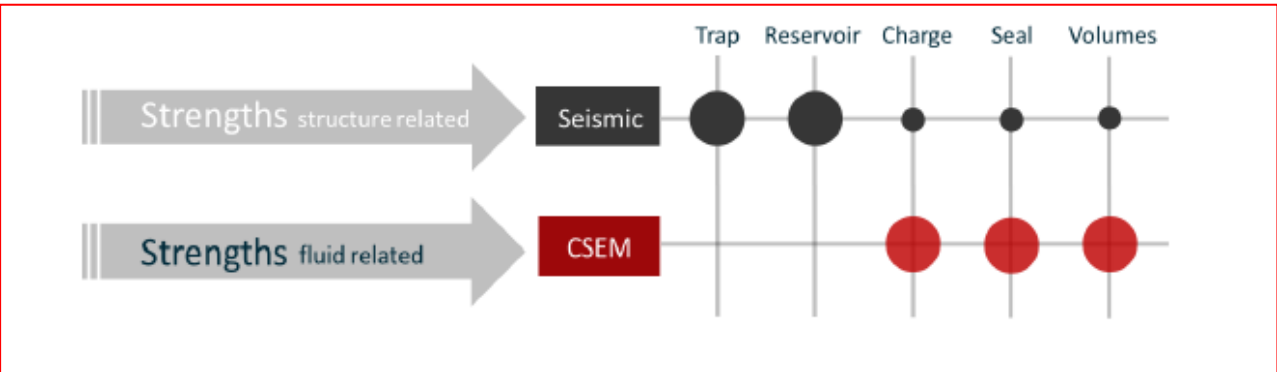 Trap Reservoir Charge Seal Volumes
Strengths structure related Seismic
Strengths fluid related CSEM